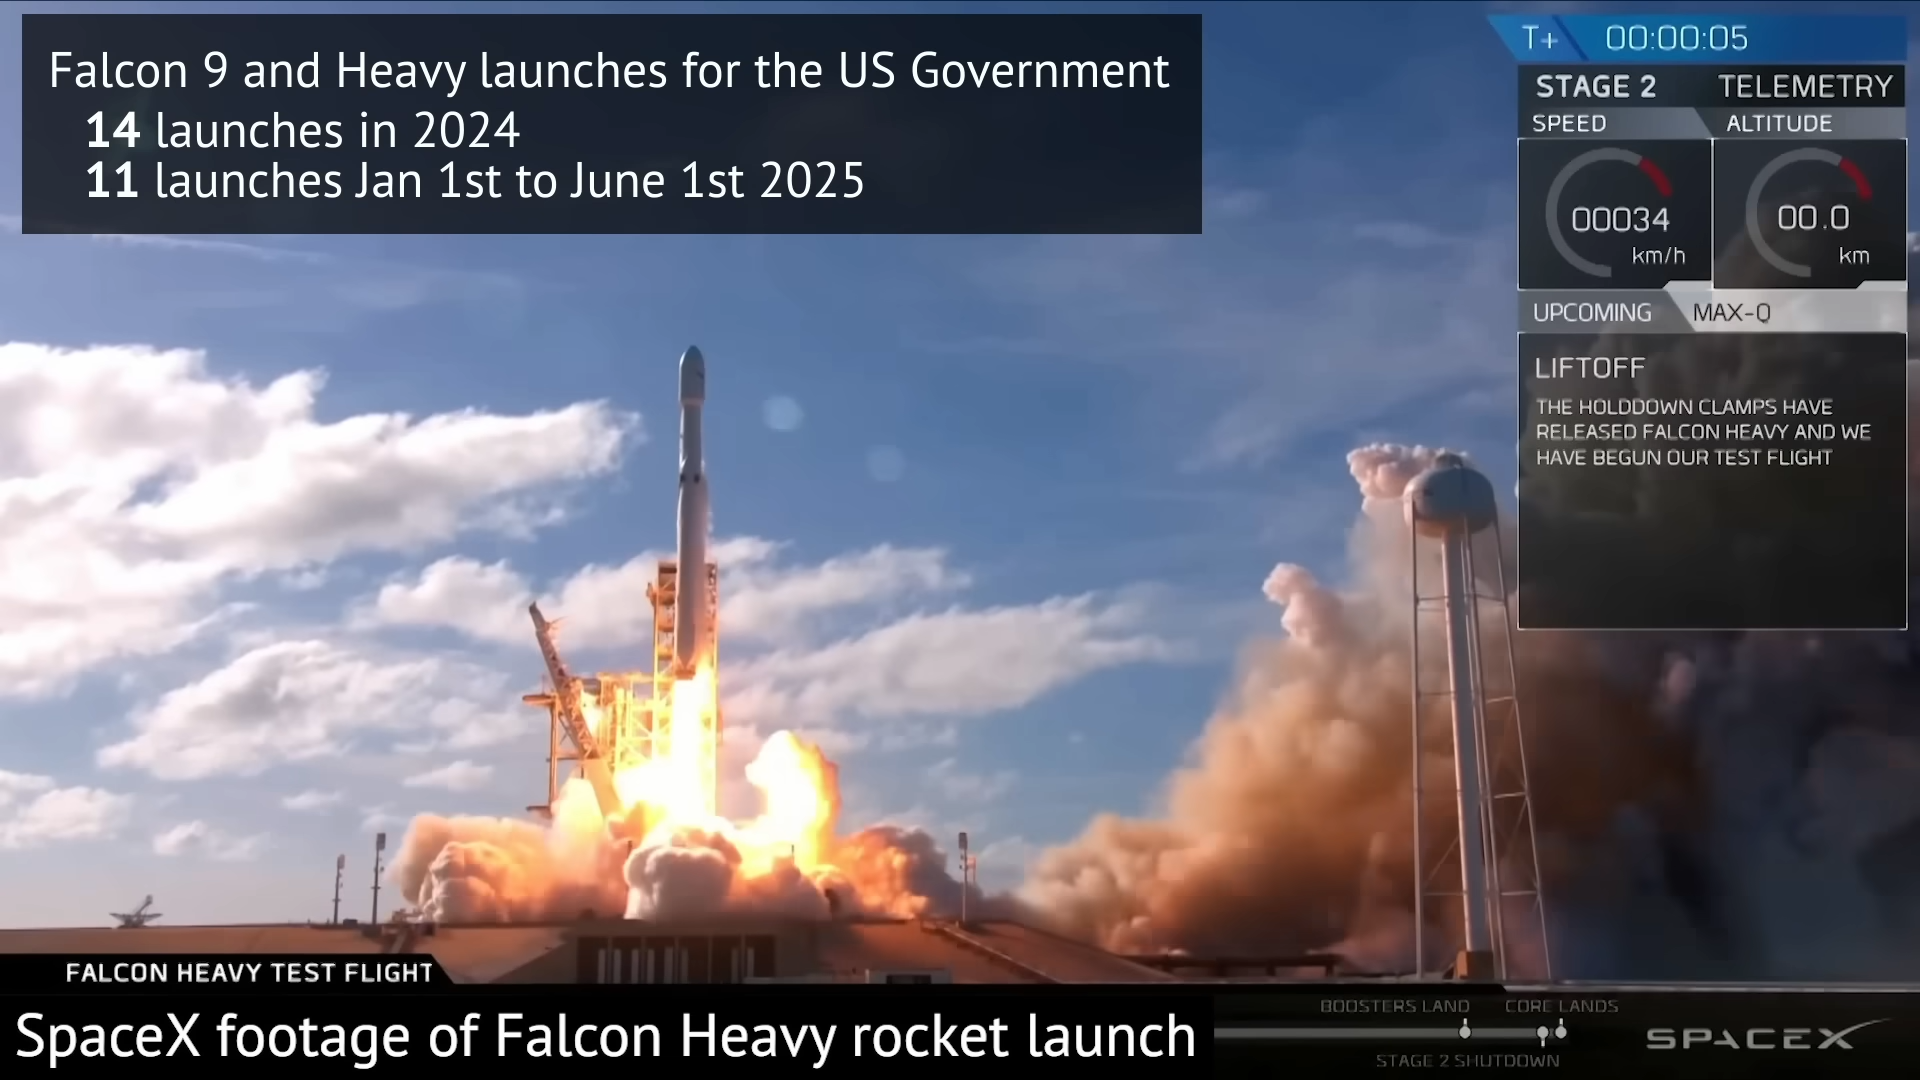 Falcon 9 and Heavy launches for the US Government
14 launches in 2024
11 launches Jan 1st to June 1st 2025
T+ 00:00:05
STAGE 2 TELEMETRY
SPEED ALTITUDE
00034 00.0
km/h km
UPCOMING MAX-Q
LIFTOFF
THE HOLDDOWN CLAMPS HAVE
RELEASED FALCON HEAVY AND WE
HAVE BEGUN OUR TEST FLIGHT
FALCON HEAVY TEST FLIGHT
SpaceX footage of Falcon Heavy rocket launch
BOOSTERS LAND CORE LANDS
STAGE 2 SHUTDOWN
SPACEX